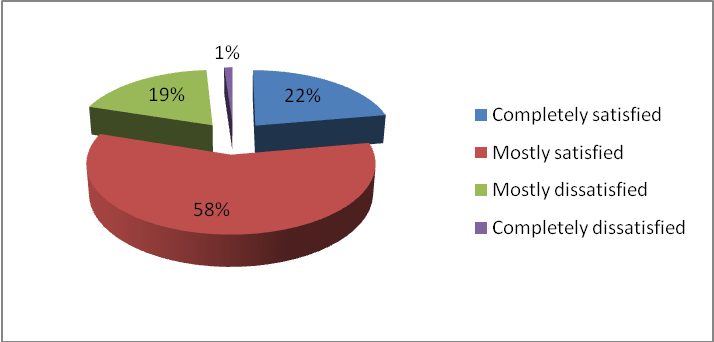 1%
19%
22%
58%
Completely satisfied
Mostly satisfied
Mostly dissatisfied
Completely dissatisfied